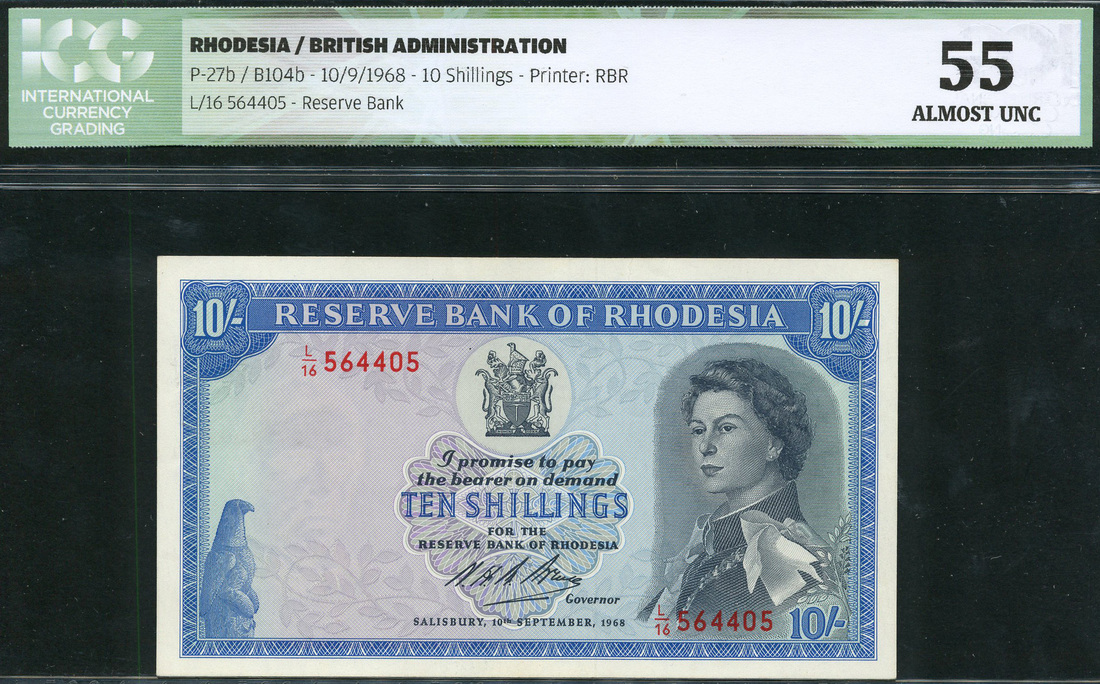 ICG
INTERNATIONAL
CURRENCY
GRADING
RHODESIA / BRITISH ADMINISTRATION
P-27b / B104b - 10/9/1968 - 10 Shillings - Printer: RBR
L/16 564405 - Reserve Bank
55
ALMOST UNC
10/- RESERVE BANK OF RHODESIA 10/-
L/16 564405
I promise to pay
the bearer on demand
TEN SHILLINGS
FOR THE
RESERVE BANK OF RHODESIA
Governor
SALISBURY, 10th SEPTEMBER, 1968
L/16 564405 10/-